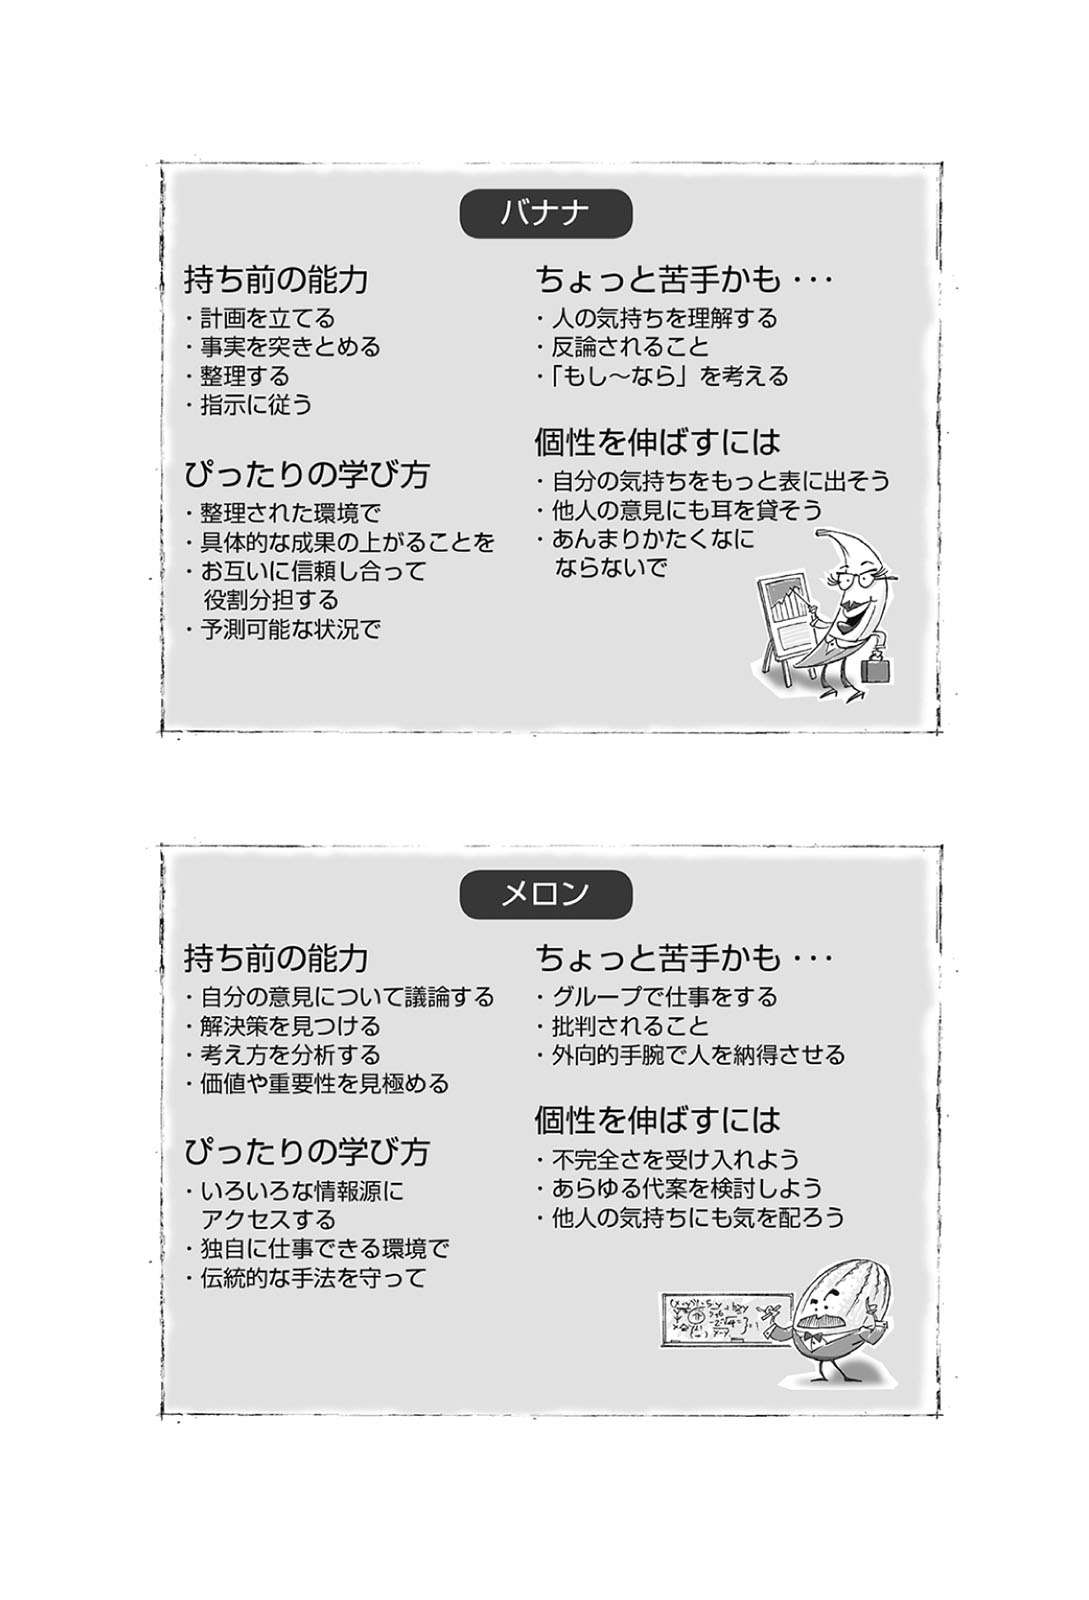 バナナ
持ち前の能力
・計画を立てる
・事実を突きとめる
・整理する
・指示に従う
ぴったりの学び方
・整理された環境で
・具体的な成果の上がることを
・お互いに信頼し合って
役割分担する
・予測可能な状況で
ちょっと苦手かも・・・
・人の気持ちを理解する
・反論されること
・「もし〜なら」を考える
個性を伸ばすには
・自分の気持ちをもっと表に出そう
・他人の意見にも耳を貸そう
・あんまりかたくなに
ならないで
メロン
持ち前の能力
・自分の意見について議論する
・解決策を見つける
・考え方を分析する
・価値や重要性を見極める
ぴったりの学び方
・いろいろな情報源に
アクセスする
・独自に仕事できる環境で
・伝統的な手法を守って
ちょっと苦手かも・・・
・グループで仕事をする
・批判されること
・外向的手腕で人を納得させる
個性を伸ばすには
・不完全さを受け入れよう
・あらゆる代案を検討しよう
・他人の気持ちにも気を配ろう